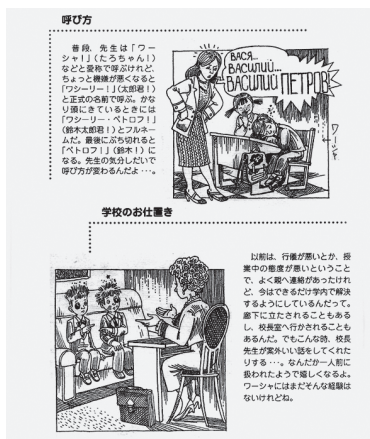 呼び方
　普段、先生は「ワー
シャ！」（たろちゃん！）
などと愛称で呼ぶけれど、
ちょっと機嫌が悪くなると
「ワシーリー！」（太郎君！）
と正式の名前で呼ぶ。かな
り頭にきているときには
「ワシーリー・ペトロフ！」
（鈴木太郎君！）とフルネー
ムだ。最後にぶち切れると
「ペトロフ！」（鈴木！）に
なる。先生の気分しだいで
呼び方が変わるんだよ・・・。
ВАСЯ...
ВАСИЛИЙ...
ВАСИЛИЙ ПЕТРОВ!
ワーシャ
学校のお仕置き
　以前は、行儀が悪いとか、授
業中の態度が悪いということ
で、よく親へ連絡があったけれ
ど、今はできるだけ学内で解決
するようにしているんだって。
廊下に立たされることもある
し、校長室へ行かされることも
あるんだ。でもこんな時、校長
先生が案外いい話をしてくれた
りする・・・。なんだか一人前に
扱われたようで嬉しくなるよ。
ワーシャにはまだそんな経験は
ないけれどね。